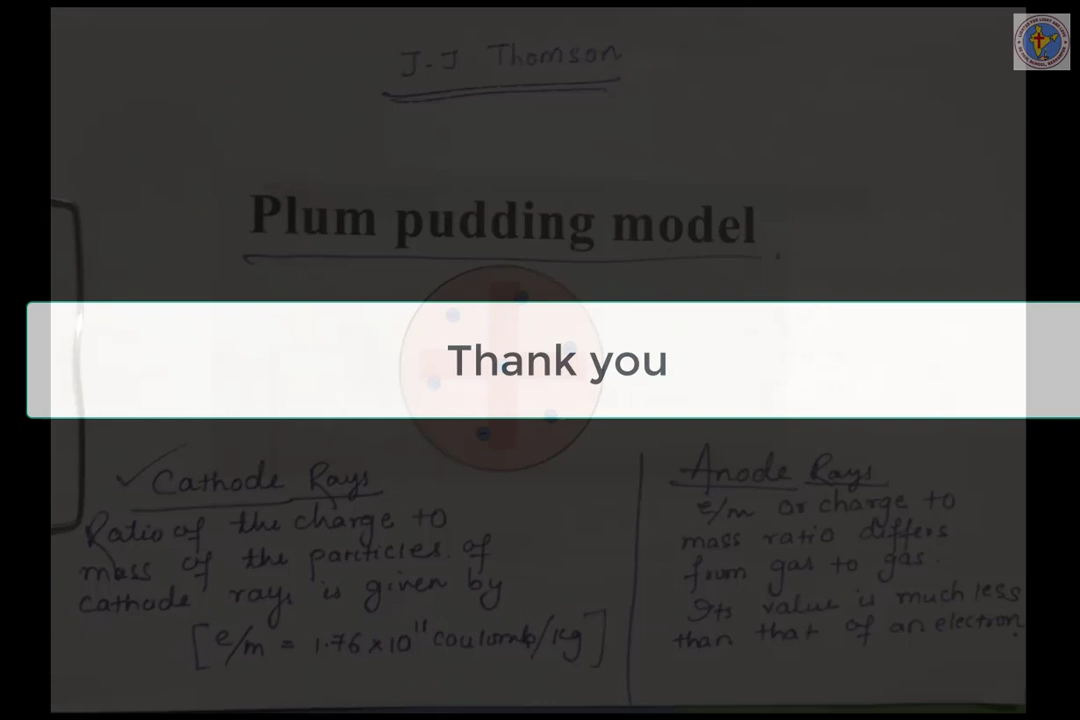 J.J Thomson
Plum pudding model
Thank you
Cathode Rays
Ratio of the charge to
mass of the particles of
cathode rays is given by
[e/m = 1.76 × 10¹¹ coulomb/kg]
Anode Rays
e/m or charge to
mass ratio differs
from gas to gas.
Its value is much less
than that of an electron.